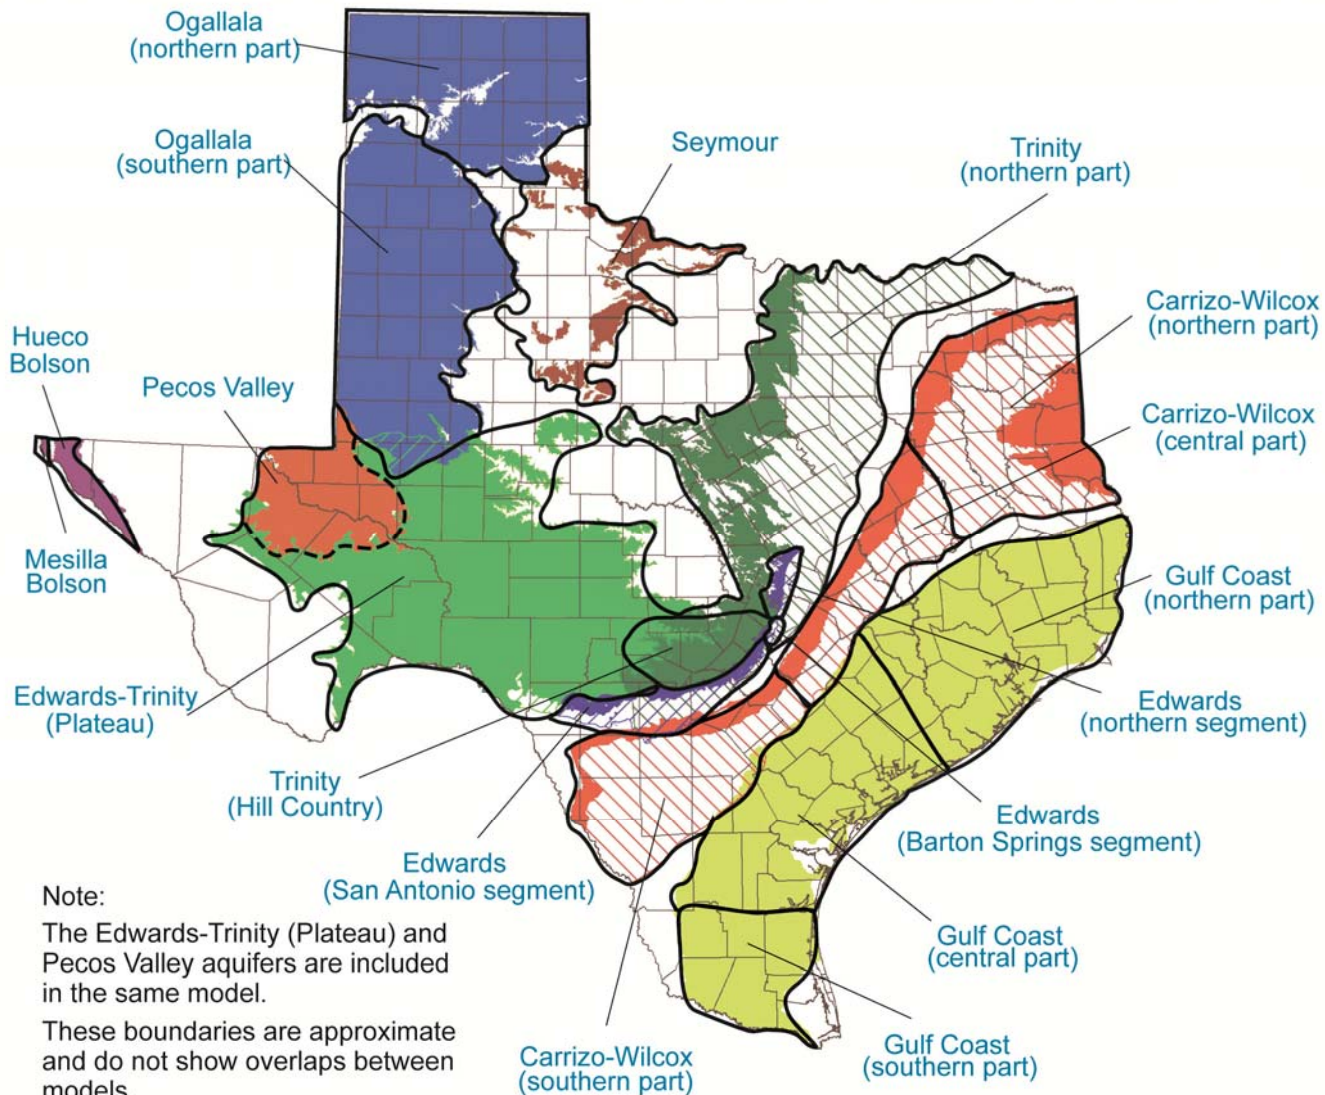 Ogallala
(northern part)
Ogallala
(southern part)
Seymour
Trinity
(northern part)
Carrizo-Wilcox
(northern part)
Hueco
Bolson
Pecos Valley
Carrizo-Wilcox
(central part)
Mesilla
Bolson
Gulf Coast
(northern part)
Edwards-Trinity
(Plateau)
Edwards
(northern segment)
Trinity
(Hill Country)
Edwards
(Barton Springs segment)
Edwards
(San Antonio segment)
Gulf Coast
(central part)
Gulf Coast
(southern part)
Carrizo-Wilcox
(southern part)
Note:
The Edwards-Trinity (Plateau) and
Pecos Valley aquifers are included
in the same model.
These boundaries are approximate
and do not show overlaps between
models